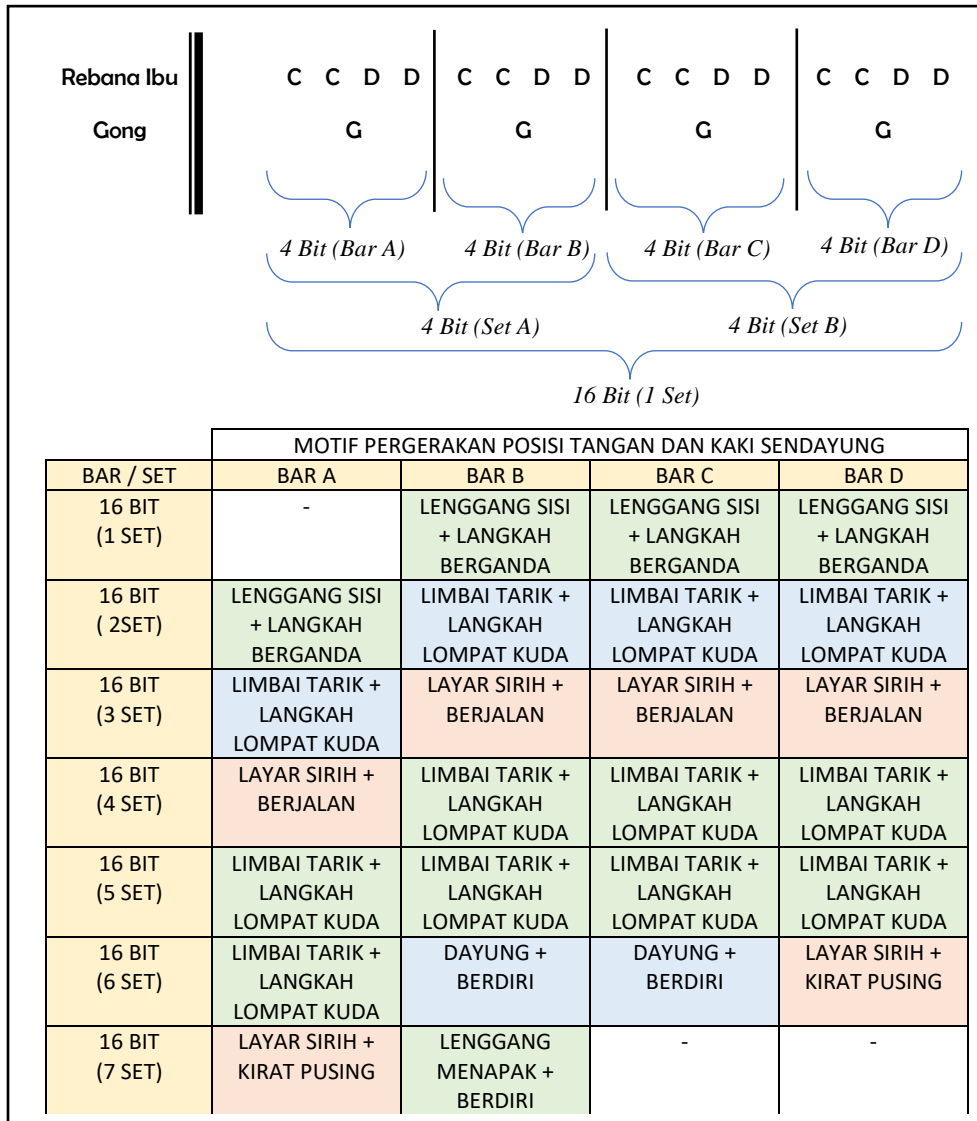 Rebana Ibu C C D D C C D D C C D D C C D D
Gong G G G G
4 Bit (Bar A) 4 Bit (Bar B) 4 Bit (Bar C) 4 Bit (Bar D)
4 Bit (Set A) 4 Bit (Set B)
16 Bit (1 Set)
MOTIF PERGERAKAN POSISI TANGAN DAN KAKI SENDAYUNG
BAR / SET BAR A BAR B BAR C BAR D
16 BIT - LENGGANG SISI LENGGANG SISI LENGGANG SISI
(1 SET) + LANGKAH + LANGKAH + LANGKAH
BERGANDA BERGANDA BERGANDA
16 BIT LENGGANG SISI LIMBAI TARIK + LIMBAI TARIK + LIMBAI TARIK +
( 2SET) + LANGKAH LANGKAH LANGKAH LANGKAH
BERGANDA LOMPAT KUDA LOMPAT KUDA LOMPAT KUDA
16 BIT LIMBAI TARIK + LAYAR SIRIH + LAYAR SIRIH + LAYAR SIRIH +
(3 SET) LANGKAH BERJALAN BERJALAN BERJALAN
LOMPAT KUDA
16 BIT LAYAR SIRIH + LIMBAI TARIK + LIMBAI TARIK + LIMBAI TARIK +
(4 SET) BERJALAN LANGKAH LANGKAH LANGKAH
LOMPAT KUDA LOMPAT KUDA LOMPAT KUDA
16 BIT LIMBAI TARIK + LIMBAI TARIK + LIMBAI TARIK + LIMBAI TARIK +
(5 SET) LANGKAH LANGKAH LANGKAH LANGKAH
LOMPAT KUDA LOMPAT KUDA LOMPAT KUDA LOMPAT KUDA
16 BIT LIMBAI TARIK + DAYUNG + DAYUNG + LAYAR SIRIH +
(6 SET) LANGKAH BERDIRI BERDIRI KIRAT PUSING
LOMPAT KUDA
16 BIT LAYAR SIRIH + LENGGANG - -
(7 SET) KIRAT PUSING MENAPAK +
BERDIRI